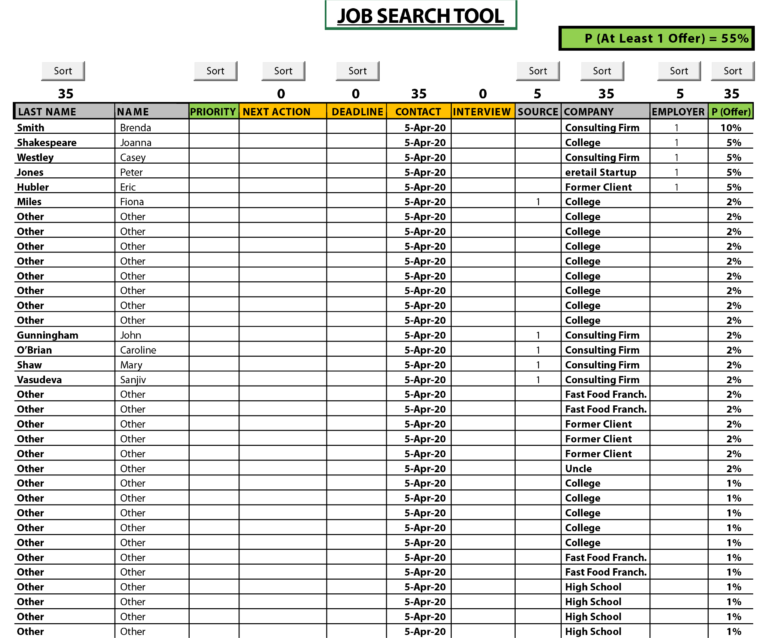 JOB SEARCH TOOL
P (At Least 1 Offer) = 55%
Sort Sort Sort Sort Sort Sort Sort Sort
35 0 0 35 0 5 35 5 35
LAST NAME NAME PRIORITY NEXT ACTION DEADLINE CONTACT INTERVIEW SOURCE COMPANY EMPLOYER P (Offer)
Smith Brenda 5-Apr-20 Consulting Firm 1 10%
Shakespeare Joanna 5-Apr-20 College 1 5%
Westley Casey 5-Apr-20 Consulting Firm 1 5%
Jones Peter 5-Apr-20 eretail Startup 1 5%
Hubler Eric 5-Apr-20 Former Client 1 5%
Miles Fiona 5-Apr-20 1 College 2%
Other Other 5-Apr-20 College 2%
Other Other 5-Apr-20 College 2%
Other Other 5-Apr-20 College 2%
Other Other 5-Apr-20 College 2%
Other Other 5-Apr-20 College 2%
Other Other 5-Apr-20 College 2%
Other Other 5-Apr-20 College 2%
Other Other 5-Apr-20 College 2%
Gunningham John 5-Apr-20 1 Consulting Firm 2%
O'Brian Caroline 5-Apr-20 1 Consulting Firm 2%
Shaw Mary 5-Apr-20 1 Consulting Firm 2%
Vasudeva Sanjiv 5-Apr-20 1 Consulting Firm 2%
Other Other 5-Apr-20 Fast Food Franch. 2%
Other Other 5-Apr-20 Fast Food Franch. 2%
Other Other 5-Apr-20 Former Client 2%
Other Other 5-Apr-20 Former Client 2%
Other Other 5-Apr-20 Former Client 2%
Other Other 5-Apr-20 Uncle 2%
Other Other 5-Apr-20 College 1%
Other Other 5-Apr-20 College 1%
Other Other 5-Apr-20 College 1%
Other Other 5-Apr-20 College 1%
Other Other 5-Apr-20 College 1%
Other Other 5-Apr-20 Fast Food Franch. 1%
Other Other 5-Apr-20 Fast Food Franch. 1%
Other Other 5-Apr-20 High School 1%
Other Other 5-Apr-20 High School 1%
Other Other 5-Apr-20 High School 1%
Other Other 5-Apr-20 High School 1%